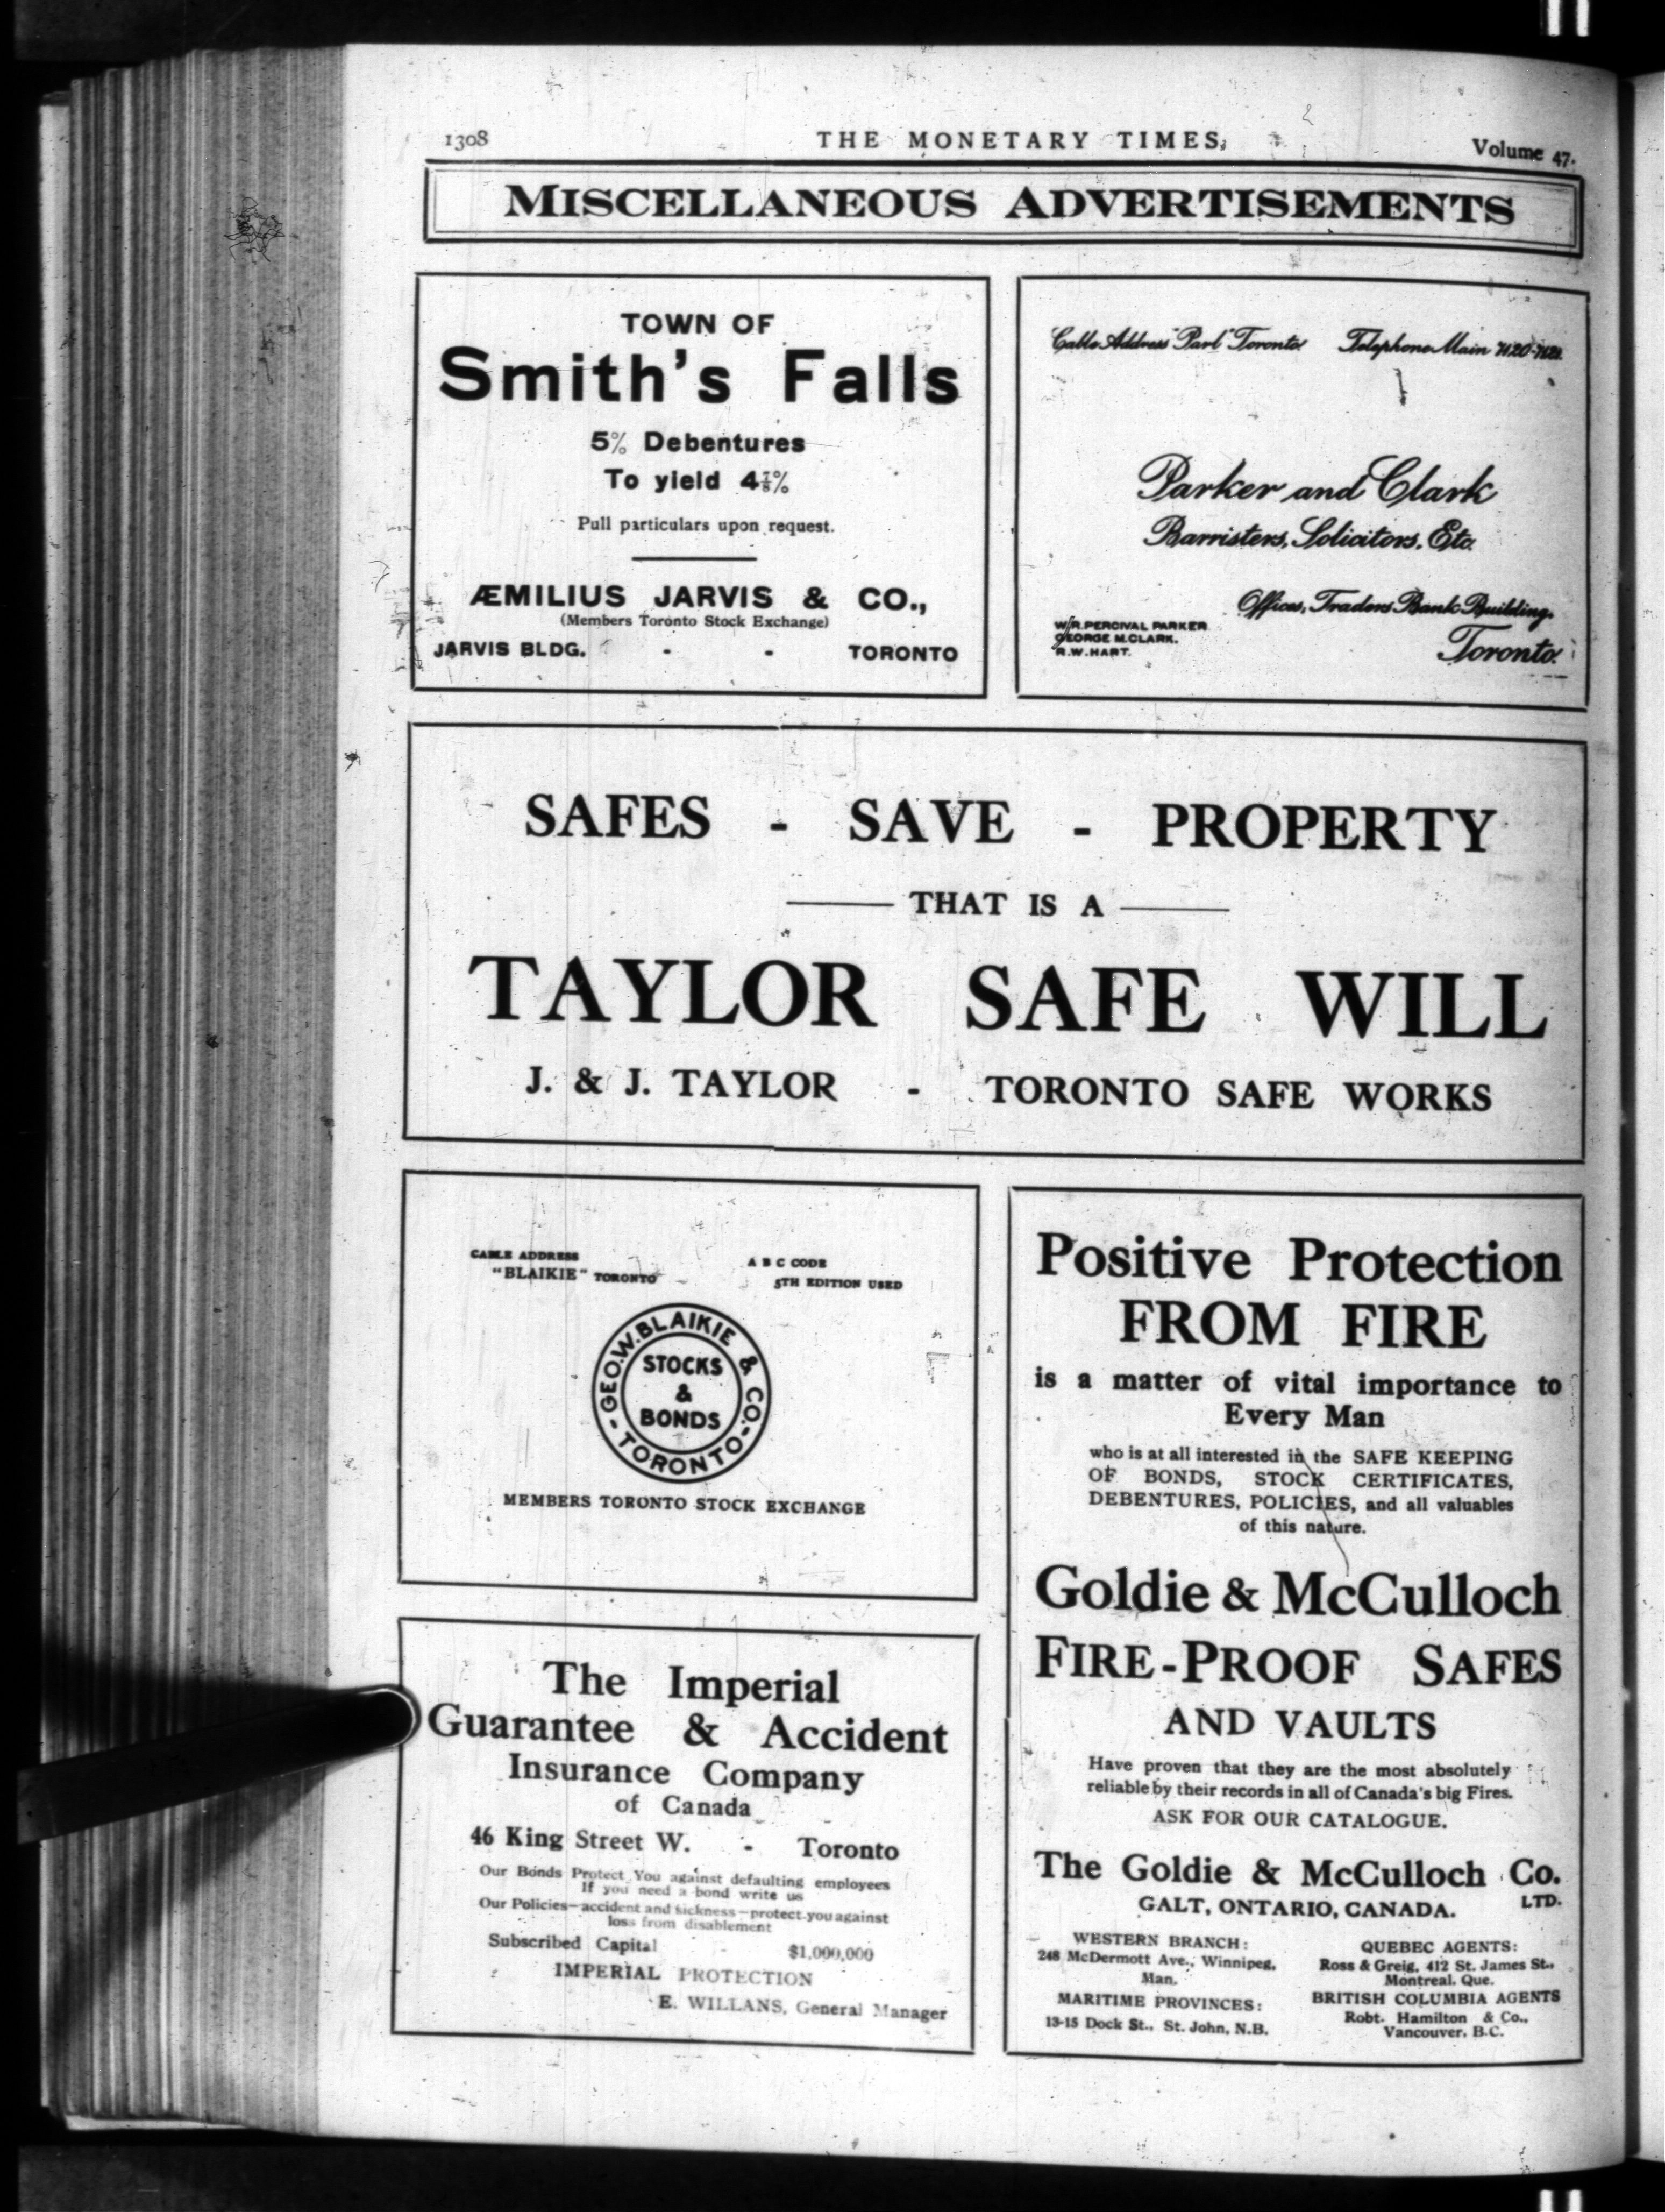 1308
THE MONETARY TIMES,
Volume 47.
MISCELLANEOUS ADVERTISEMENTS
TOWN OF
Smith's Falls
5% Debentures
To yield 4⅞%
Full particulars upon request.
ÆMILIUS JARVIS & CO.,
(Members Toronto Stock Exchange)
JARVIS BLDG. - - TORONTO
Cable Address "Parl" Toronto Telephone Main
Parker and Clark
Barristers, Solicitors, Etc.
Offices, Traders Bank Building,
Toronto.
W.R. PERCIVAL PARKER
GEORGE M. CLARK.
R.W. HART.
SAFES - SAVE - PROPERTY
THAT IS A
TAYLOR SAFE WILL
J. & J. TAYLOR - TORONTO SAFE WORKS
CABLE ADDRESS
"BLAIKIE" TORONTO
A B C CODE
5TH EDITION USED
GEO.W.BLAIKIE & CO.
STOCKS
&
BONDS
-TORONTO-
MEMBERS TORONTO STOCK EXCHANGE
The Imperial
Guarantee & Accident
Insurance Company
of Canada
46 King Street W. - Toronto
Our Bonds Protect You against defaulting employees
If you need a bond write us
Our Policies—accident and sickness—protect you against
loss from disablement
Subscribed Capital - $1,000,000
IMPERIAL PROTECTION
E. WILLANS, General Manager
Positive Protection
FROM FIRE
is a matter of vital importance to
Every Man
who is at all interested in the SAFE KEEPING
OF BONDS, STOCK CERTIFICATES,
DEBENTURES, POLICIES, and all valuables
of this nature.
Goldie & McCulloch
FIRE-PROOF SAFES
AND VAULTS
Have proven that they are the most absolutely
reliable by their records in all of Canada's big Fires.
ASK FOR OUR CATALOGUE.
The Goldie & McCulloch Co.
LTD.
GALT, ONTARIO, CANADA.
WESTERN BRANCH:
248 McDermott Ave., Winnipeg,
Man.
MARITIME PROVINCES:
13-15 Dock St., St. John, N.B.
QUEBEC AGENTS:
Ross & Greig, 412 St. James St.,
Montreal, Que.
BRITISH COLUMBIA AGENTS
Robt. Hamilton & Co.,
Vancouver, B.C.